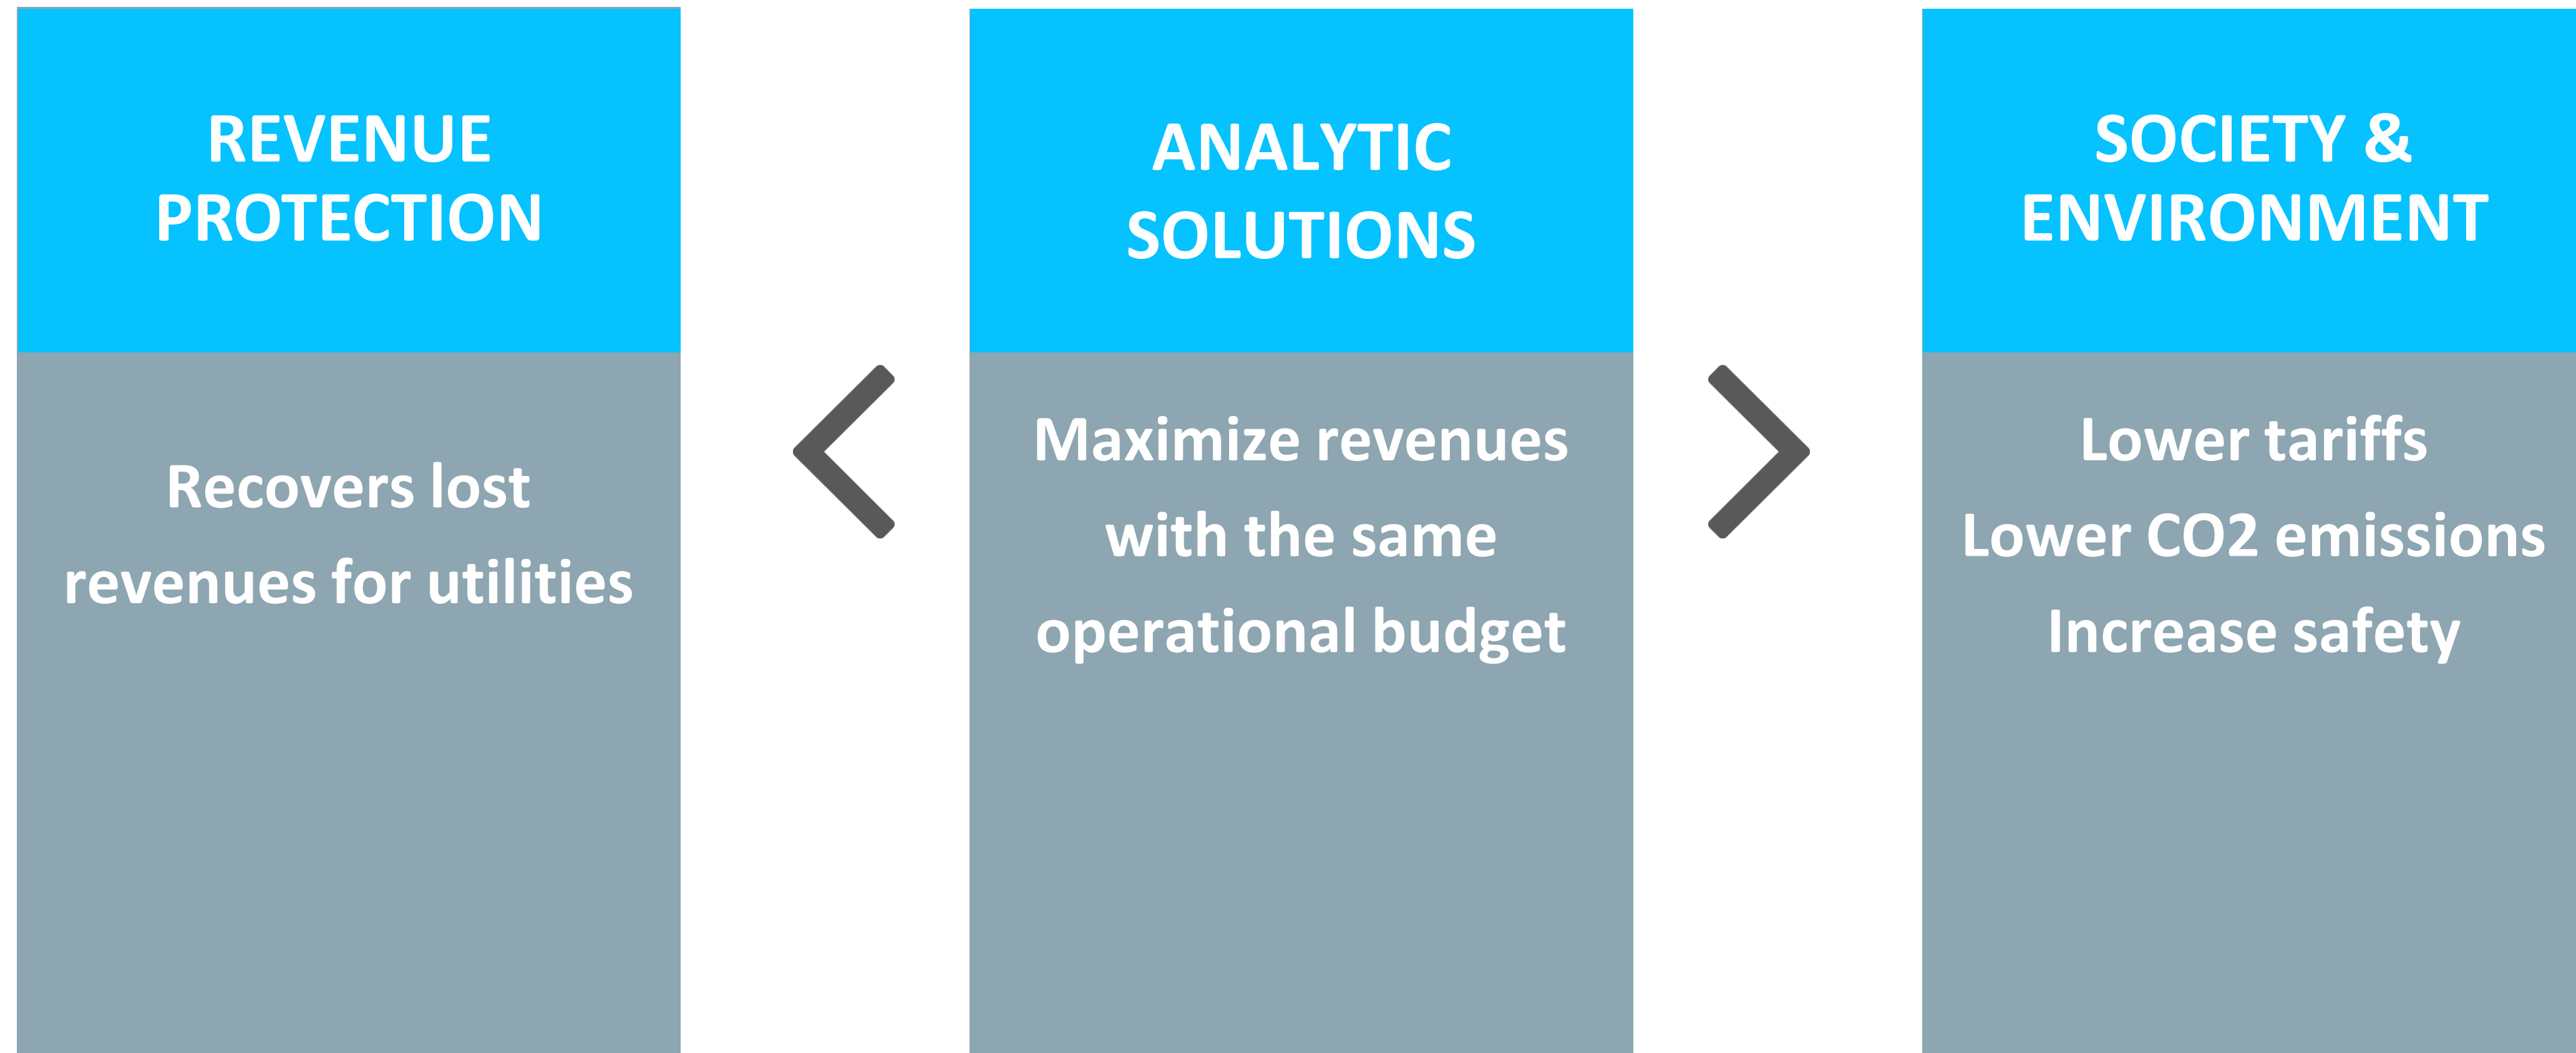 REVENUE
PROTECTION
Recovers lost
revenues for utilities
ANALYTIC
SOLUTIONS
Maximize revenues
with the same
operational budget
SOCIETY &
ENVIRONMENT
Lower tariffs
Lower CO2 emissions
Increase safety